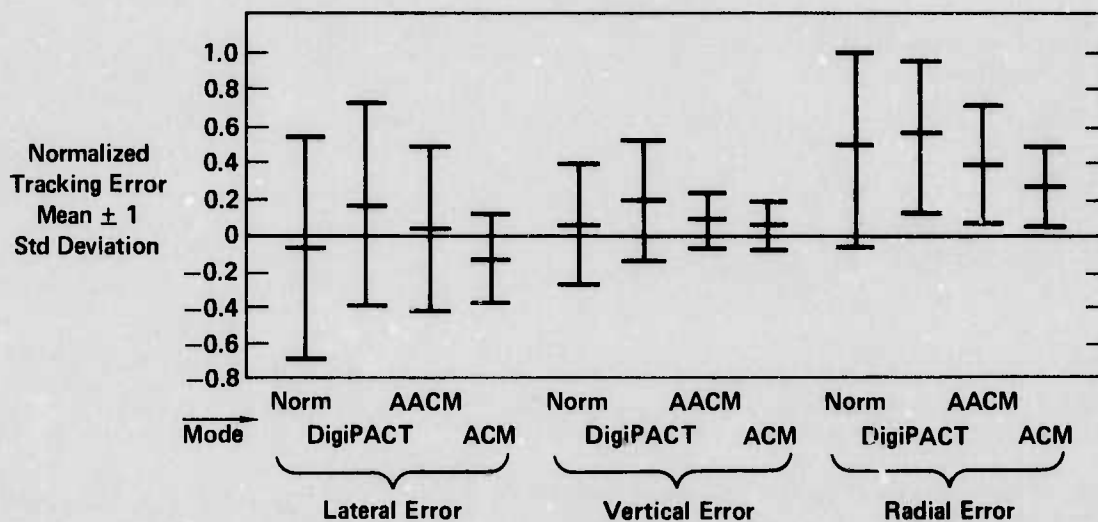 Normalized
Tracking Error
Mean ± 1
Std Deviation
1.0
0.8
0.6
0.4
0.2
0
−0.2
−0.4
−0.6
−0.8
Mode
Norm AACM Norm AACM Norm AACM
DigiPACT ACM DigiPACT ACM DigiPACT ACM
Lateral Error Vertical Error Radial Error